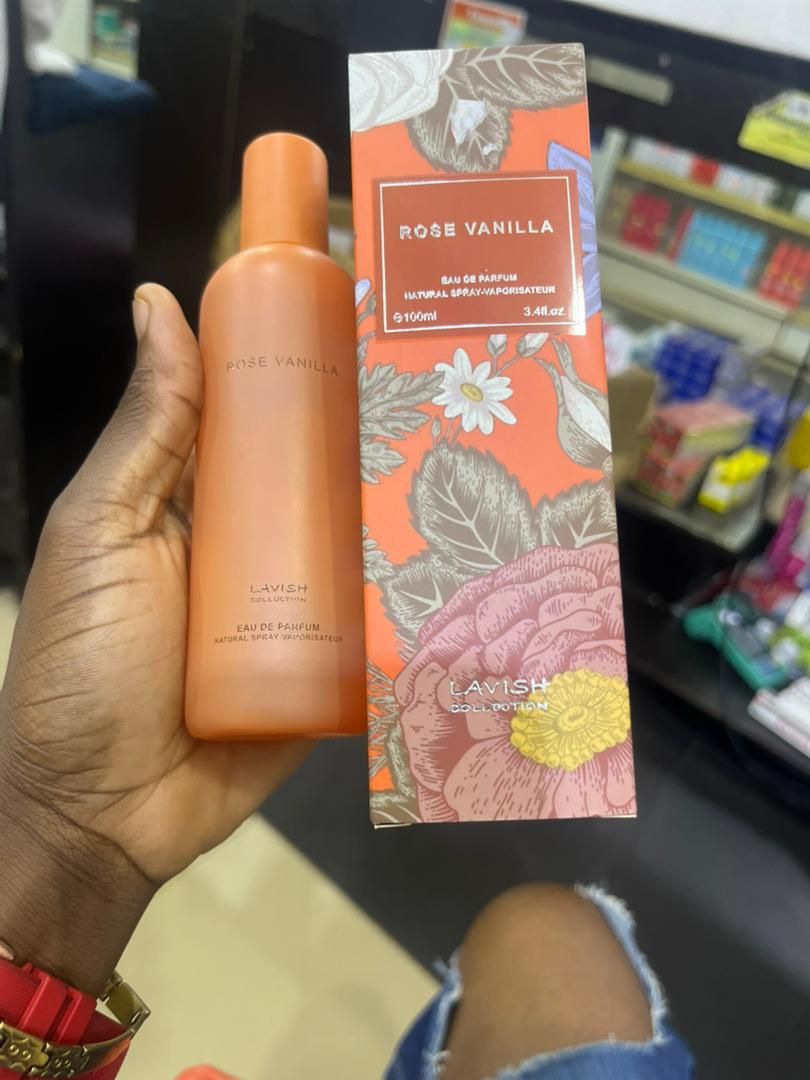 ROSE VANILLA
LAVISH
COLLECTION
EAU DE PARFUM
NATURAL SPRAY-VAPORISATEUR
ROSE VANILLA
EAU DE PARFUM
NATURAL SPRAY-VAPORISATEUR
℮100ml 3.4fl.oz.
LAVISH
COLLECTION